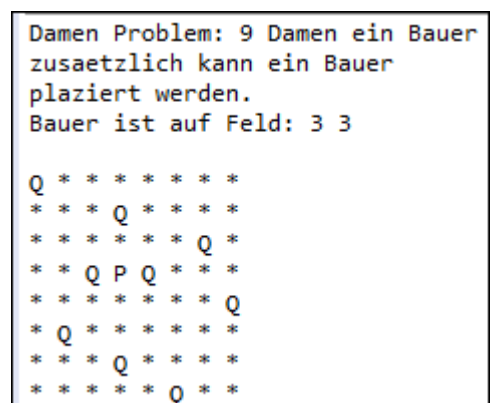 Damen Problem: 9 Damen ein Bauer
zusaetzlich kann ein Bauer
plaziert werden.
Bauer ist auf Feld: 3 3
Q * * * * * * *
* * * Q * * * *
* * * * * * Q *
* * Q P Q * * *
* * * * * * * Q
* Q * * * * * *
* * * Q * * * *
* * * * * Q * *